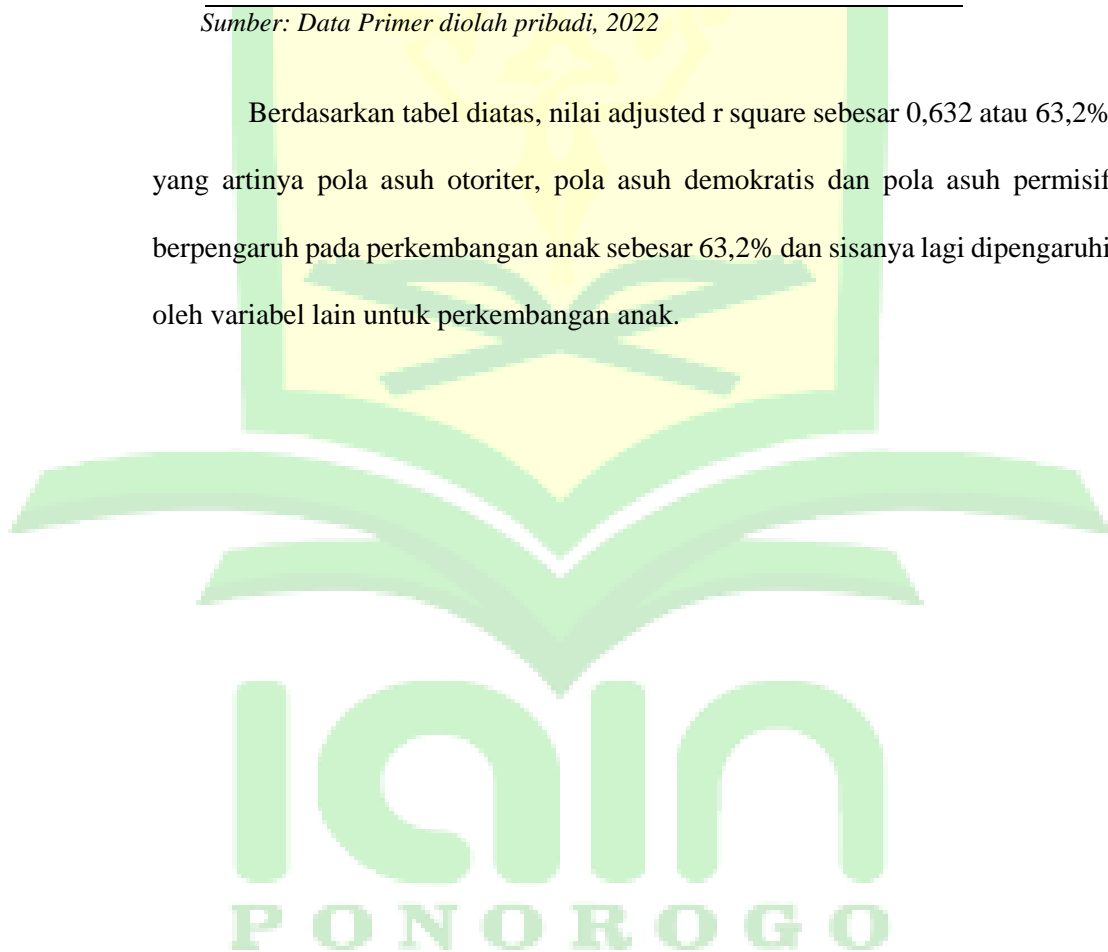 Sumber: Data Primer diolah pribadi, 2022
Berdasarkan tabel diatas, nilai adjusted r square sebesar 0,632 atau 63,2%
yang artinya pola asuh otoriter, pola asuh demokratis dan pola asuh permisif
berpengaruh pada perkembangan anak sebesar 63,2% dan sisanya lagi dipengaruhi
oleh variabel lain untuk perkembangan anak.
iain
PONOROGO